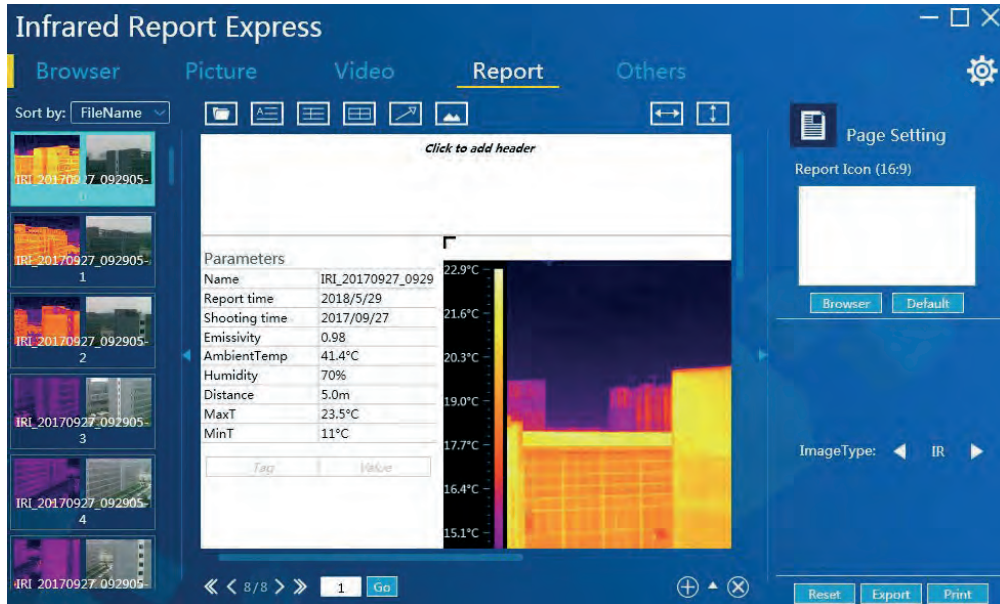 Infrared Report Express
Browser Picture Video Report Others
Sort by: FileName
IRI_20170927_092905-
0
IRI_20170927_092905-
1
IRI_20170927_092905-
2
IRI_20170927_092905-
3
IRI_20170927_092905-
4
IRI_20170927_092905-
Click to add header
Parameters
Name IRI_20170927_0929
Report time 2018/5/29
Shooting time 2017/09/27
Emissivity 0.98
AmbientTemp 41.4°C
Humidity 70%
Distance 5.0m
MaxT 23.5°C
MinT 11°C
Tag Value
22.9°C
21.6°C
20.3°C
19.0°C
17.7°C
16.4°C
15.1°C
8/8 1 Go
Page Setting
Report Icon (16:9)
Browser Default
ImageType: IR
Reset Export Print